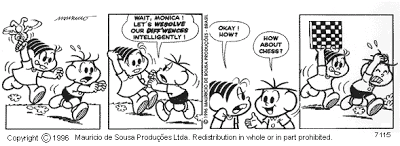 MAURICIO
WAIT, MONICA!
LET'S WESOLVE
OUR DIFF'WENCES
INTELLIGENTLY!
© 1996 MAURICIO DE SOUSA PRODUÇÕES - BRASIL
OKAY!
HOW?
HOW
ABOUT
CHESS?
Copyright © 1996 Mauricio de Sousa Produções Ltda. Redistribution in whole or in part prohibited.
7115